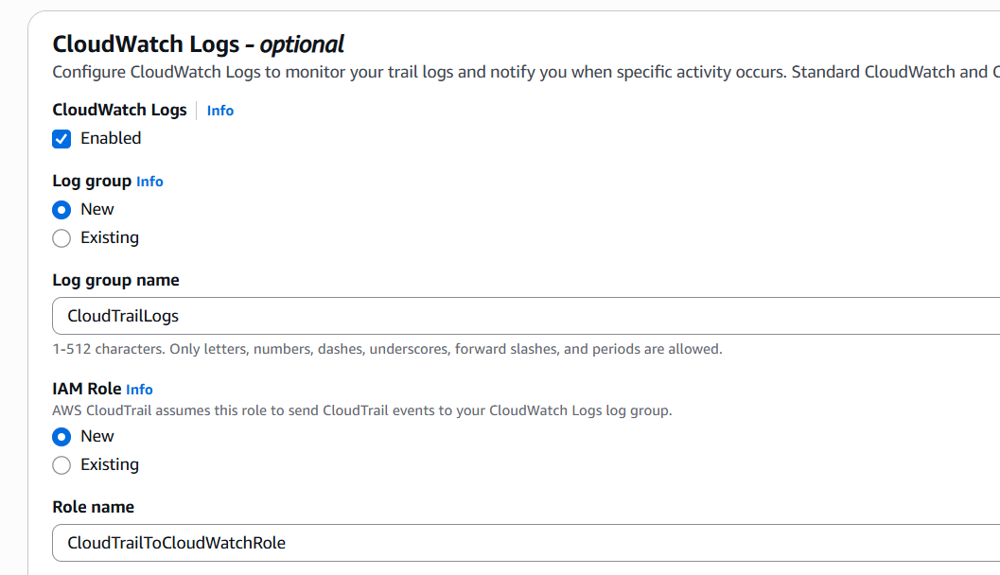 CloudWatch Logs - optional
Configure CloudWatch Logs to monitor your trail logs and notify you when specific activity occurs. Standard CloudWatch and
CloudWatch Logs Info
Enabled
Log group Info
New
Existing
Log group name
CloudTrailLogs
1-512 characters. Only letters, numbers, dashes, underscores, forward slashes, and periods are allowed.
IAM Role Info
AWS CloudTrail assumes this role to send CloudTrail events to your CloudWatch Logs log group.
New
Existing
Role name
CloudTrailToCloudWatchRole